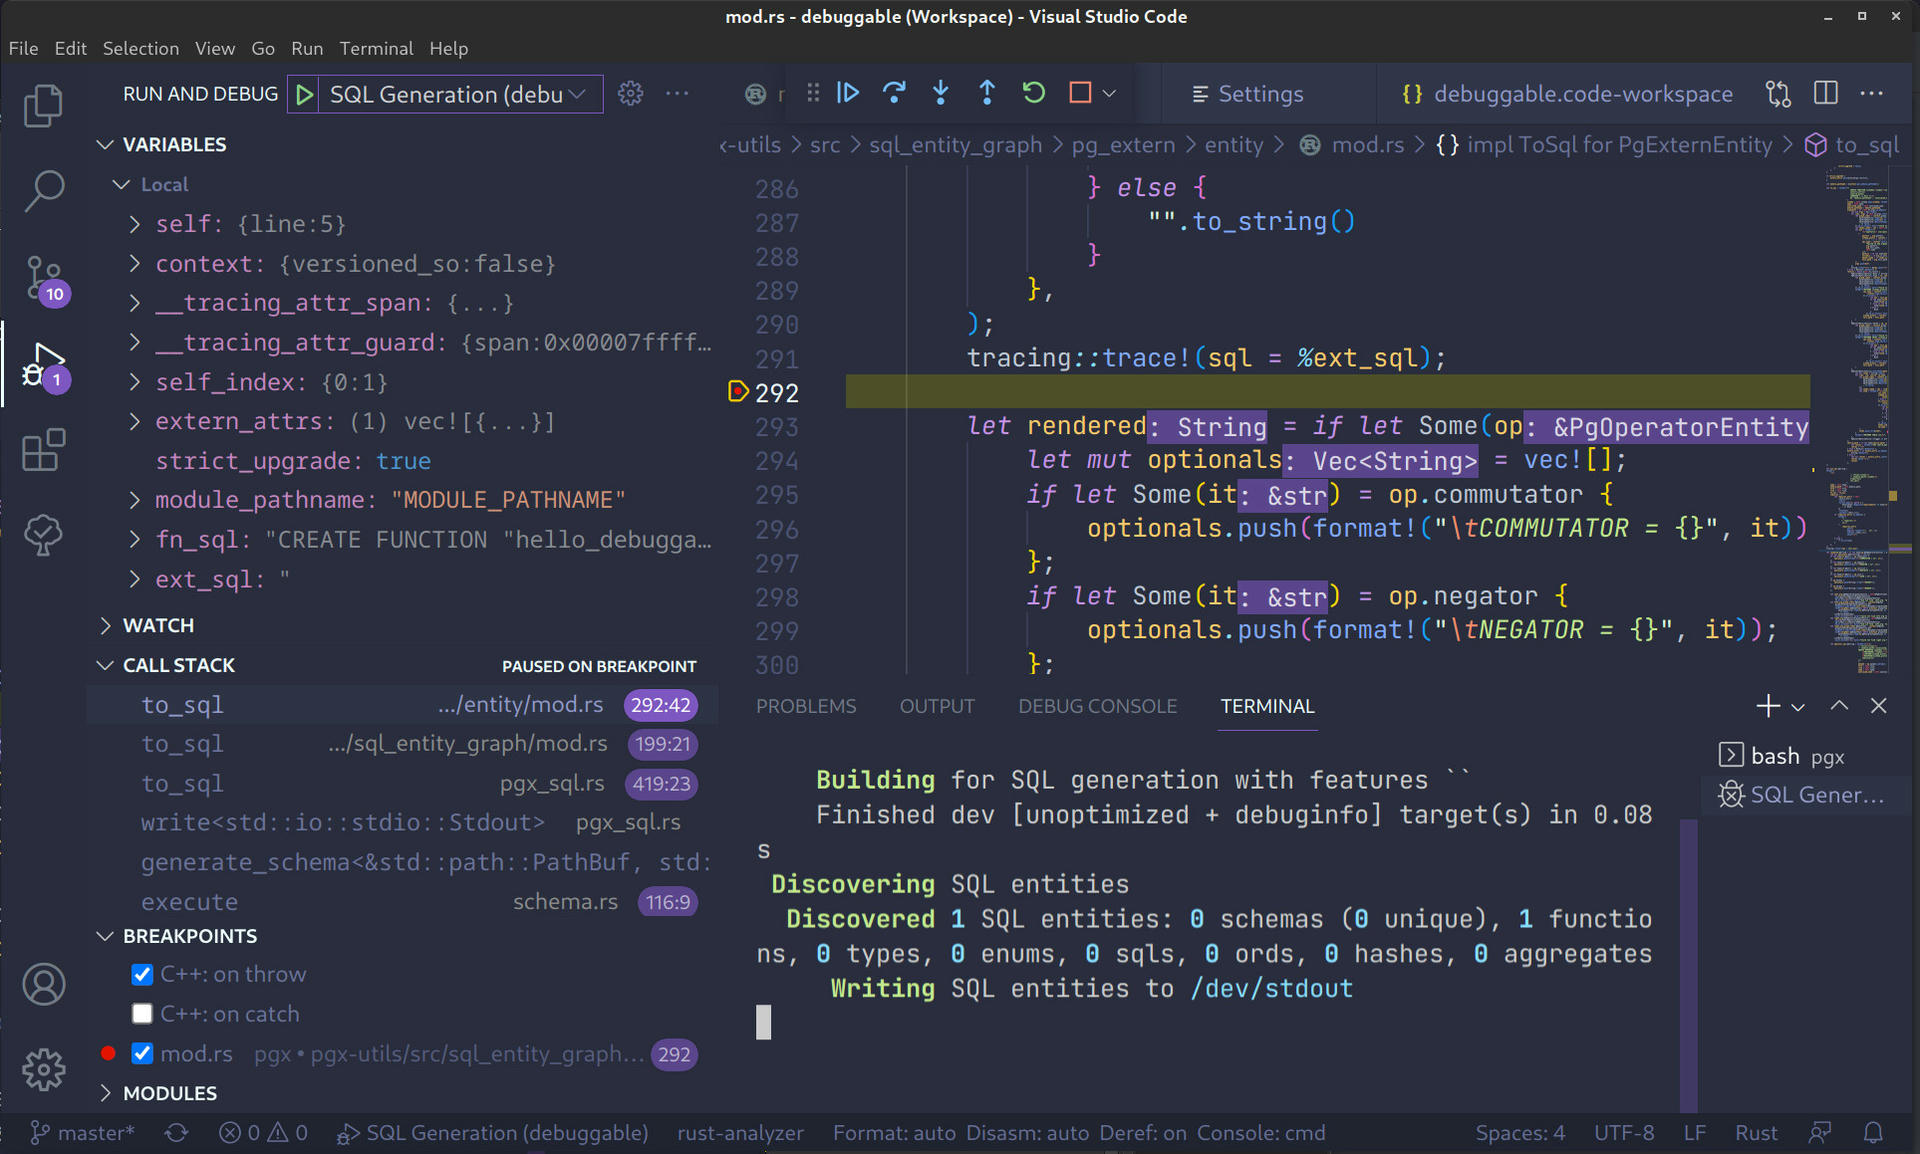 mod.rs - debuggable (Workspace) - Visual Studio Code
File Edit Selection View Go Run Terminal Help
RUN AND DEBUG SQL Generation (debu
VARIABLES
Local
self: {line:5}
context: {versioned_so:false}
__tracing_attr_span: {...}
__tracing_attr_guard: {span:0x00007ffff...
self_index: {0:1}
extern_attrs: (1) vec![{...}]
strict_upgrade: true
module_pathname: "MODULE_PATHNAME"
fn_sql: "CREATE FUNCTION "hello_debugga...
ext_sql: "
WATCH
CALL STACK PAUSED ON BREAKPOINT
to_sql .../entity/mod.rs 292:42
to_sql .../sql_entity_graph/mod.rs 199:21
to_sql pgx_sql.rs 419:23
write<std::io::stdio::Stdout> pgx_sql.rs
generate_schema<&std::path::PathBuf, std:
execute schema.rs 116:9
BREAKPOINTS
C++: on throw
C++: on catch
mod.rs pgx • pgx-utils/src/sql_entity_graph... 292
MODULES
10
1
Settings {} debuggable.code-workspace ...
x-utils > src > sql_entity_graph > pg_extern > entity > mod.rs > {} impl ToSql for PgExternEntity > to_sql
286 } else {
287 "".to_string()
288 }
289 },
290 );
291 tracing::trace!(sql = %ext_sql);
292
293 let rendered: String = if let Some(op: &PgOperatorEntity
294 let mut optionals: Vec<String> = vec![];
295 if let Some(it: &str) = op.commutator {
296 optionals.push(format!("\tCOMMUTATOR = {}", it))
297 };
298 if let Some(it: &str) = op.negator {
299 optionals.push(format!("\tNEGATOR = {}", it));
300 };
PROBLEMS OUTPUT DEBUG CONSOLE TERMINAL
Building for SQL generation with features ``
Finished dev [unoptimized + debuginfo] target(s) in 0.08
s
Discovering SQL entities
Discovered 1 SQL entities: 0 schemas (0 unique), 1 functio
ns, 0 types, 0 enums, 0 sqls, 0 ords, 0 hashes, 0 aggregates
Writing SQL entities to /dev/stdout
bash pgx
SQL Gener...
master* 0 0 SQL Generation (debuggable) rust-analyzer Format: auto Disasm: auto Deref: on Console: cmd Spaces: 4 UTF-8 LF Rust